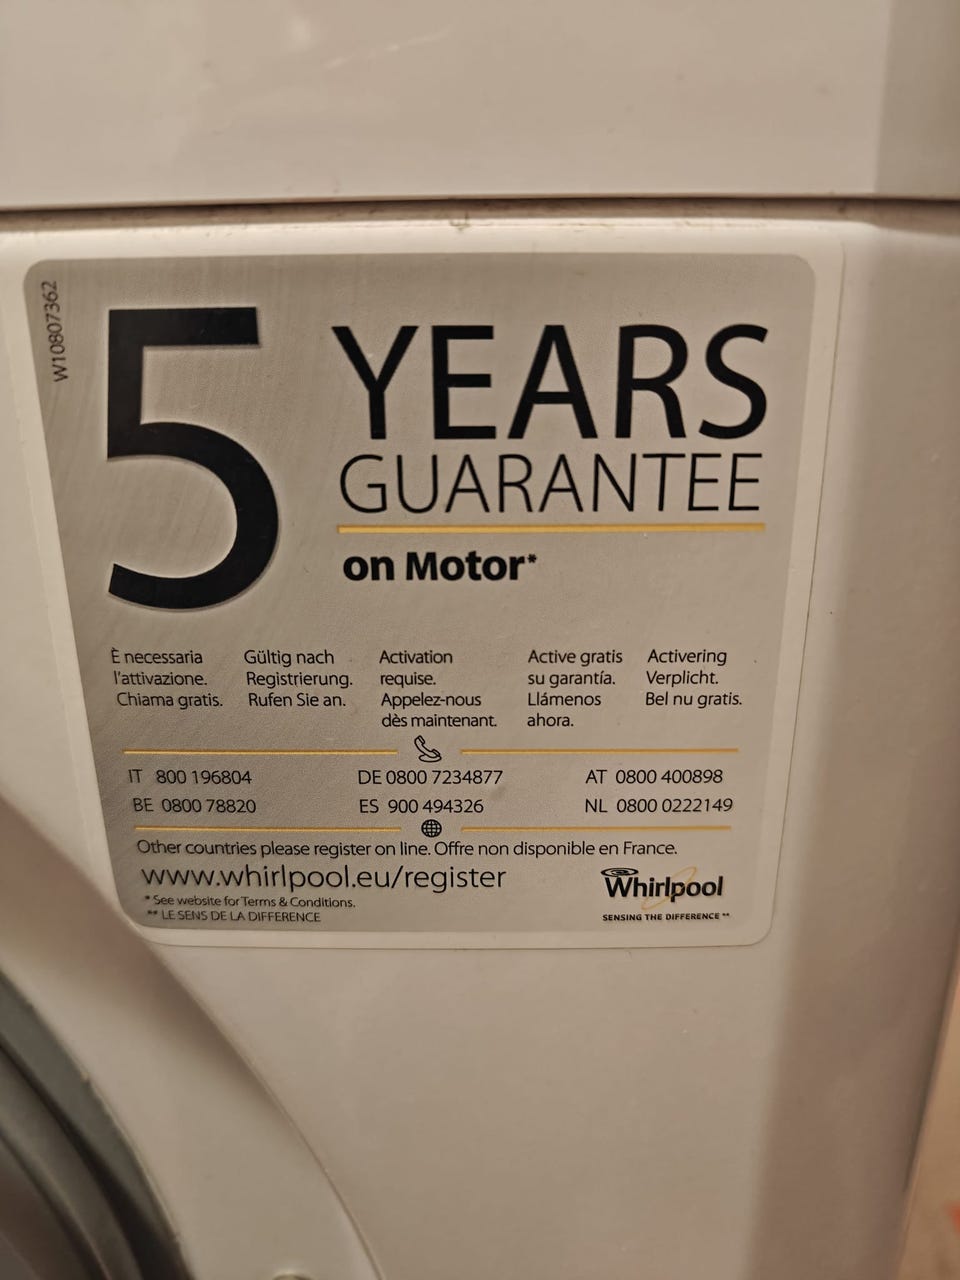 W10807362
5 YEARS
GUARANTEE
on Motor*
È necessaria
l'attivazione.
Chiama gratis.
Gültig nach
Registrierung.
Rufen Sie an.
Activation
requise.
Appelez-nous
dès maintenant.
Active gratis
su garantía.
Llámenos
ahora.
Activering
Verplicht.
Bel nu gratis.
IT 800 196804 DE 0800 7234877 AT 0800 400898
BE 0800 78820 ES 900 494326 NL 0800 0222149
Other countries please register on line. Offre non disponible en France.
www.whirlpool.eu/register
* See website for Terms & Conditions.
** LE SENS DE LA DIFFERENCE
Whirlpool
SENSING THE DIFFERENCE **